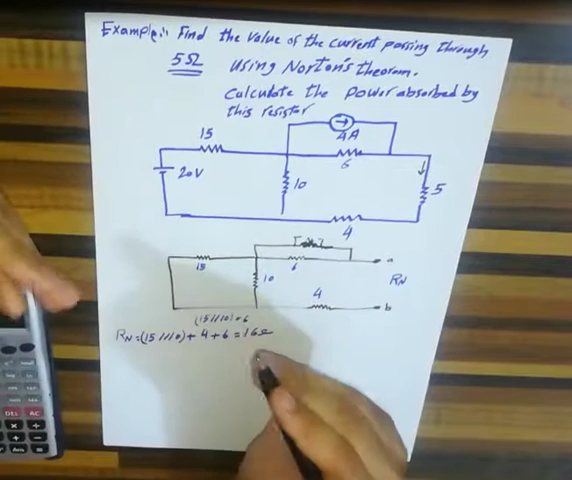 Example:- Find the value of the current passing through
5Ω using Norton's theorem.
calculate the power absorbed by
this resistor
15
4A
6
20V
10
5
4
15
6
a
10
RN
4
b
(15//10)=6
RN=(15//10)+4+6=16Ω
DEL AC